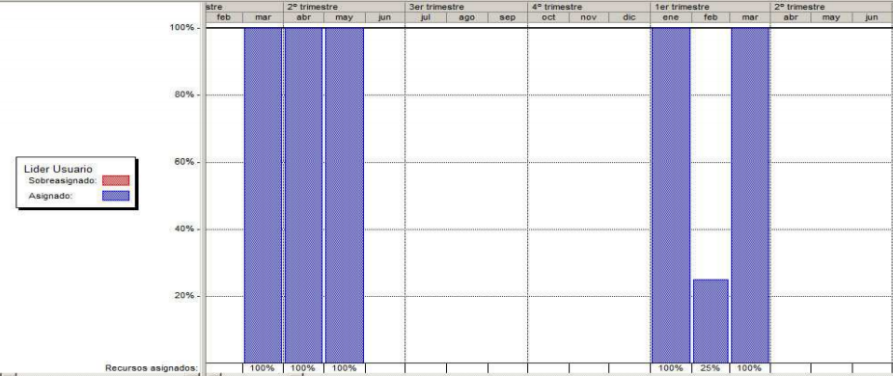 stre 2º trimestre 3er trimestre 4º trimestre 1er trimestre 2º trimestre
feb mar abr may jun jul ago sep oct nov dic ene feb mar abr may jun
100%
80%
60%
40%
20%
Lider Usuario
Sobreasignado:
Asignado:
Recursos asignados: 100% 100% 100% 100% 25% 100%